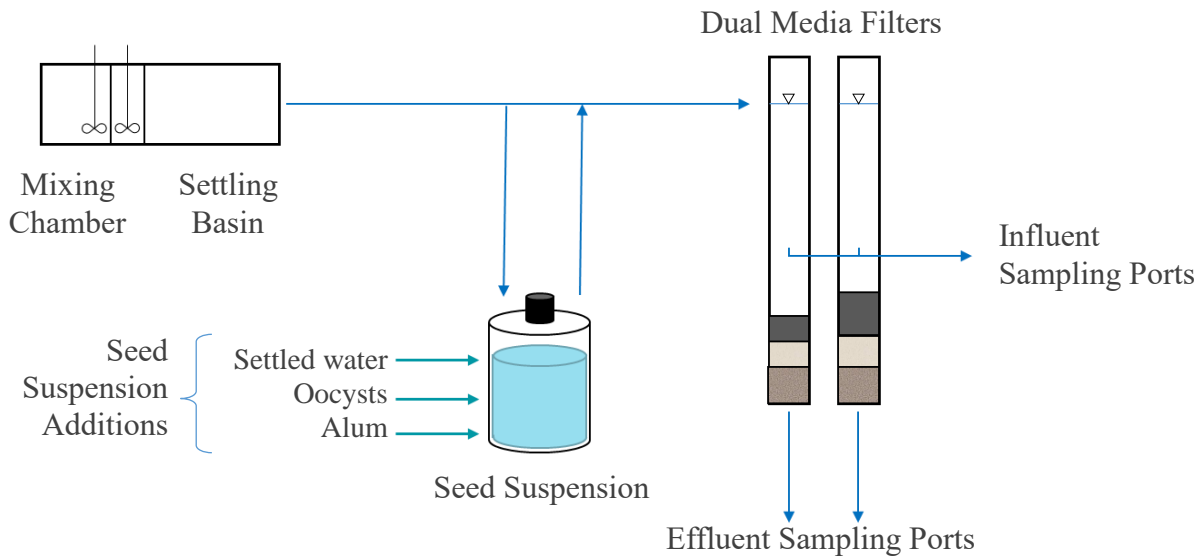 Dual Media Filters
Mixing
Chamber
Settling
Basin
Influent
Sampling Ports
Seed
Suspension
Additions
Settled water
Oocysts
Alum
Seed Suspension
Effluent Sampling Ports